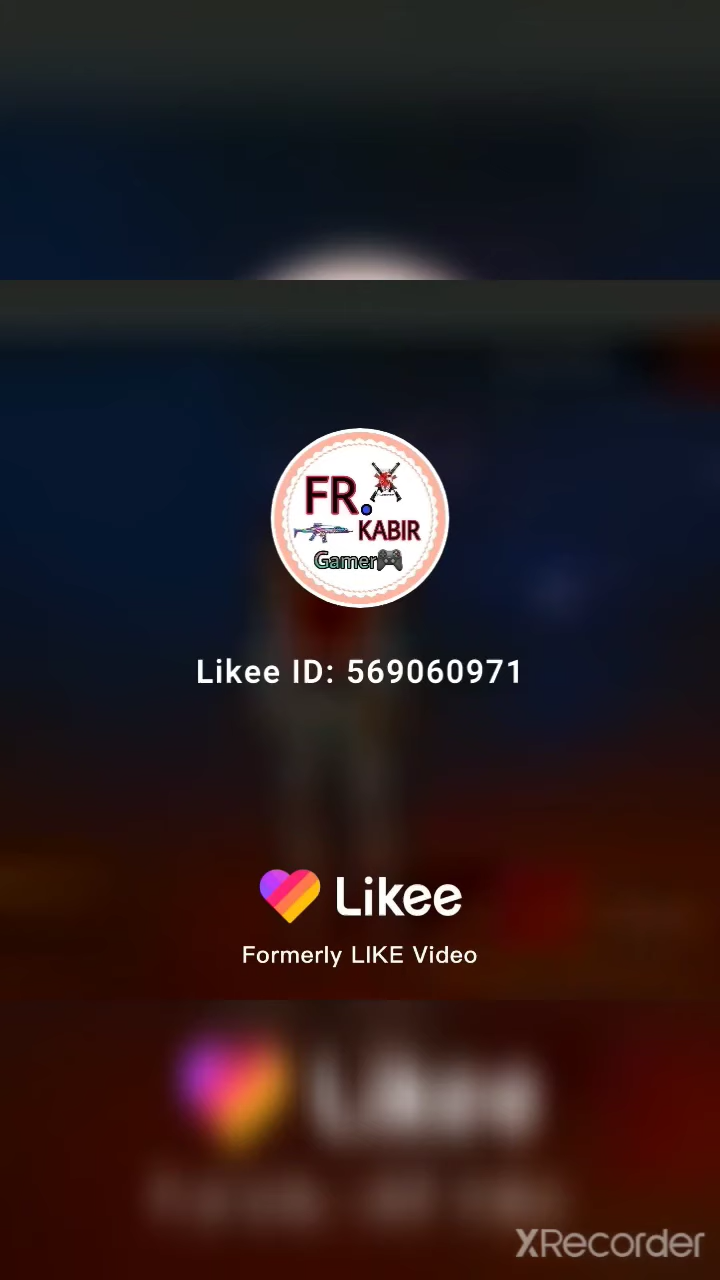 FR.
KABIR
Gamer
Likee ID: 569060971
Likee
Formerly LIKE Video
XRecorder